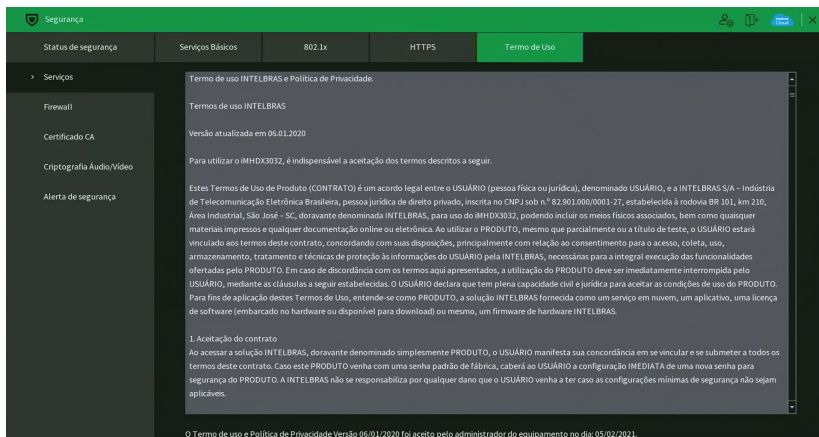 Segurança
Cloud
Status de segurança
Serviços Básicos
802.1x
HTTPS
Termo de Uso
> Serviços
Firewall
Certificado CA
Criptografia Áudio/Vídeo
Alerta de segurança
Termo de uso INTELBRAS e Política de Privacidade.
Termos de uso INTELBRAS
Versão atualizada em 06.01.2020
Para utilizar o iMHDX3032, é indispensável a aceitação dos termos descritos a seguir.
Estes Termos de Uso de Produto (CONTRATO) é um acordo legal entre o USUÁRIO (pessoa física ou jurídica), denominado USUÁRIO, e a INTELBRAS S/A – Indústria
de Telecomunicação Eletrônica Brasileira, pessoa jurídica de direito privado, inscrita no CNPJ sob n.º 82.901.000/0001-27, estabelecida à rodovia BR 101, km 210,
Área Industrial, São José – SC, doravante denominada INTELBRAS, para uso do iMHDX3032, podendo incluir os meios físicos associados, bem como quaisquer
materiais impressos e qualquer documentação online ou eletrônica. Ao utilizar o PRODUTO, mesmo que parcialmente ou a título de teste, o USUÁRIO estará
vinculado aos termos deste contrato, concordando com suas disposições, principalmente com relação ao consentimento para o acesso, coleta, uso,
armazenamento, tratamento e técnicas de proteção às informações do USUÁRIO pela INTELBRAS, necessárias para a integral execução das funcionalidades
ofertadas pelo PRODUTO. Em caso de discordância com os termos aqui apresentados, a utilização do PRODUTO deve ser imediatamente interrompida pelo
USUÁRIO, mediante as cláusulas a seguir estabelecidas. O USUÁRIO declara que tem plena capacidade civil e jurídica para aceitar as condições de uso do PRODUTO.
Para fins de aplicação destes Termos de Uso, entende-se como PRODUTO, a solução INTELBRAS fornecida como um serviço em nuvem, um aplicativo, uma licença
de software (embarcado no hardware ou disponível para download) ou mesmo, um firmware de hardware INTELBRAS.
1. Aceitação do contrato
Ao acessar a solução INTELBRAS, doravante denominado simplesmente PRODUTO, o USUÁRIO manifesta sua concordância em se vincular e se submeter a todos os
termos deste contrato. Caso este PRODUTO venha com uma senha padrão de fábrica, caberá ao USUÁRIO a configuração IMEDIATA de uma nova senha para
segurança do PRODUTO. A INTELBRAS não se responsabiliza por qualquer dano que o USUÁRIO venha a ter caso as configurações mínimas de segurança não sejam
aplicáveis.
O Termo de uso e Política de Privacidade Versão 06/01/2020 foi aceito pelo administrador do equipamento no dia: 05/02/2021.